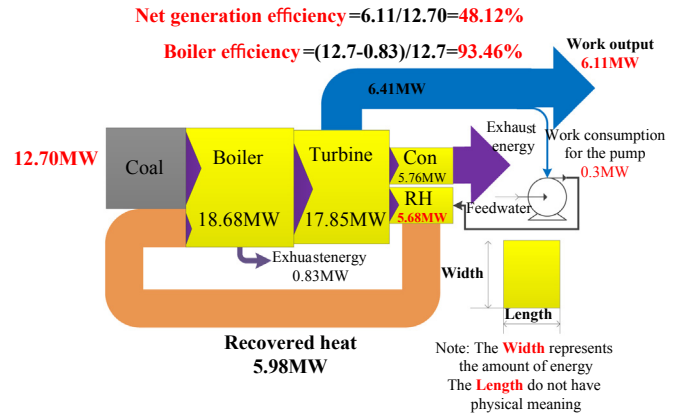 Net generation efficiency=6.11/12.70=48.12%
Boiler efficiency=(12.7-0.83)/12.7=93.46%
Work output
6.11MW
6.41MW
Exhaust
energy
Work consumption
for the pump
0.3MW
12.70MW
Coal
Boiler
18.68MW
Turbine
17.85MW
Con
5.76MW
RH
5.68MW
Feedwater
Exhuastenergy
0.83MW
Width
Length
Recovered heat
5.98MW
Note: The Width represents
the amount of energy
The Length do not have
physical meaning